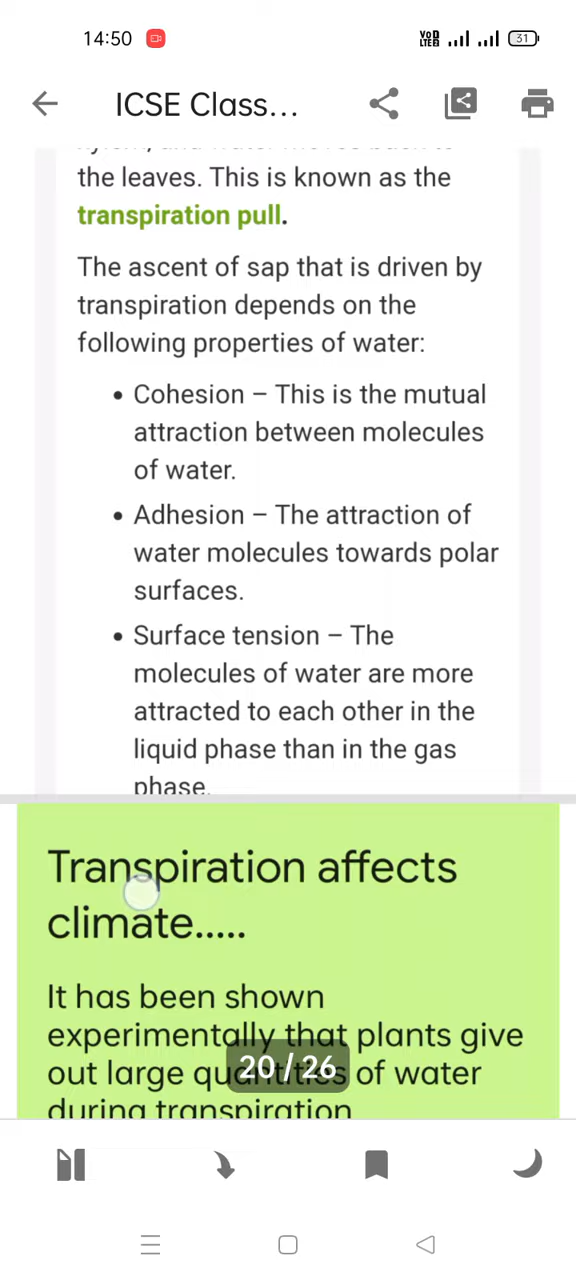 14:50
VoD LTE2
31
ICSE Class...
the leaves. This is known as the
transpiration pull.
The ascent of sap that is driven by
transpiration depends on the
following properties of water:
• Cohesion – This is the mutual
attraction between molecules
of water.
• Adhesion – The attraction of
water molecules towards polar
surfaces.
• Surface tension – The
molecules of water are more
attracted to each other in the
liquid phase than in the gas
phase.
Transpiration affects
climate.....
It has been shown
experimentally that plants give
out large quantities of water
20 / 26
during transpiration